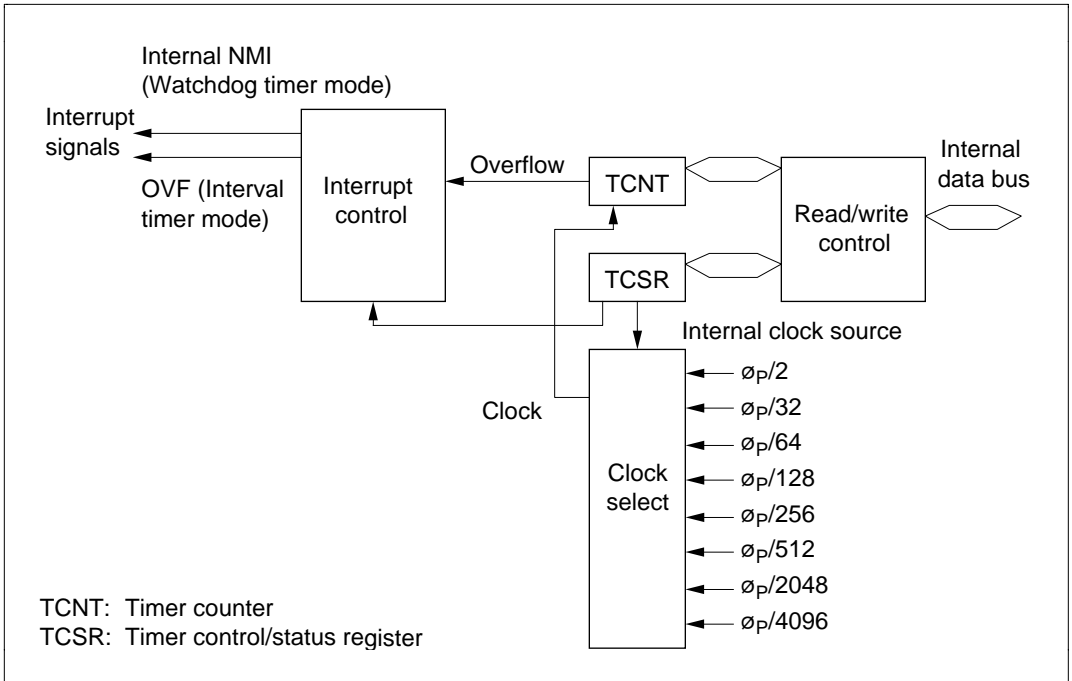 Internal NMI
(Watchdog timer mode)
Interrupt
signals
OVF (Interval
timer mode)
Interrupt
control
Overflow
TCNT
TCSR
Read/write
control
Internal
data bus
Internal clock source
Clock
Clock
select
øP/2
øP/32
øP/64
øP/128
øP/256
øP/512
øP/2048
øP/4096
TCNT: Timer counter
TCSR: Timer control/status register